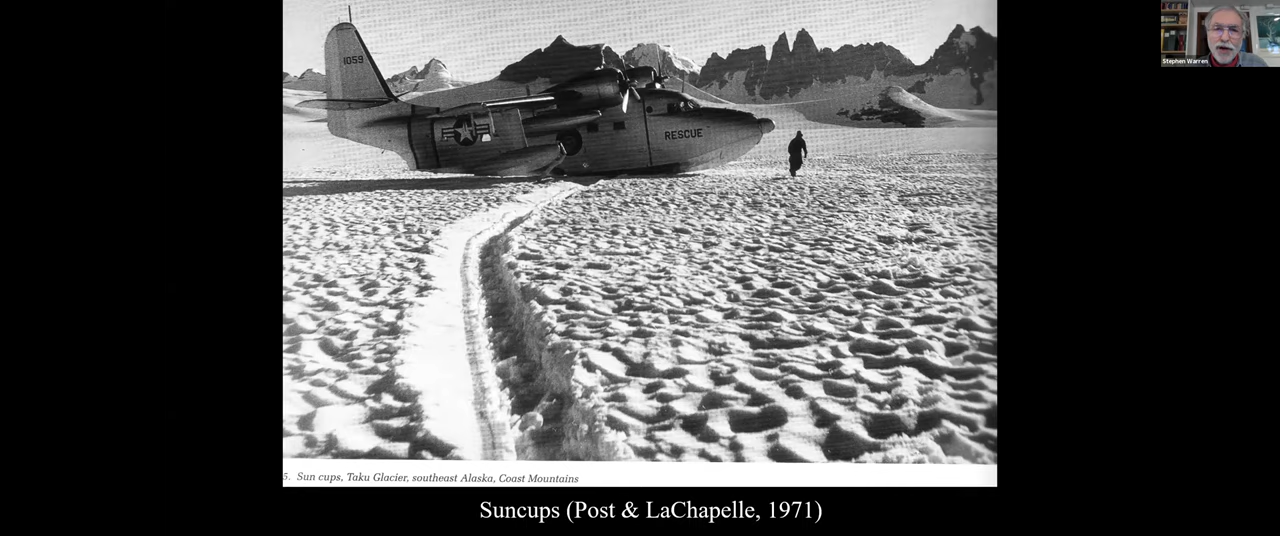 1059
RESCUE
Stephen Warren
5. Sun cups, Taku Glacier, southeast Alaska, Coast Mountains
Suncups (Post & LaChapelle, 1971)